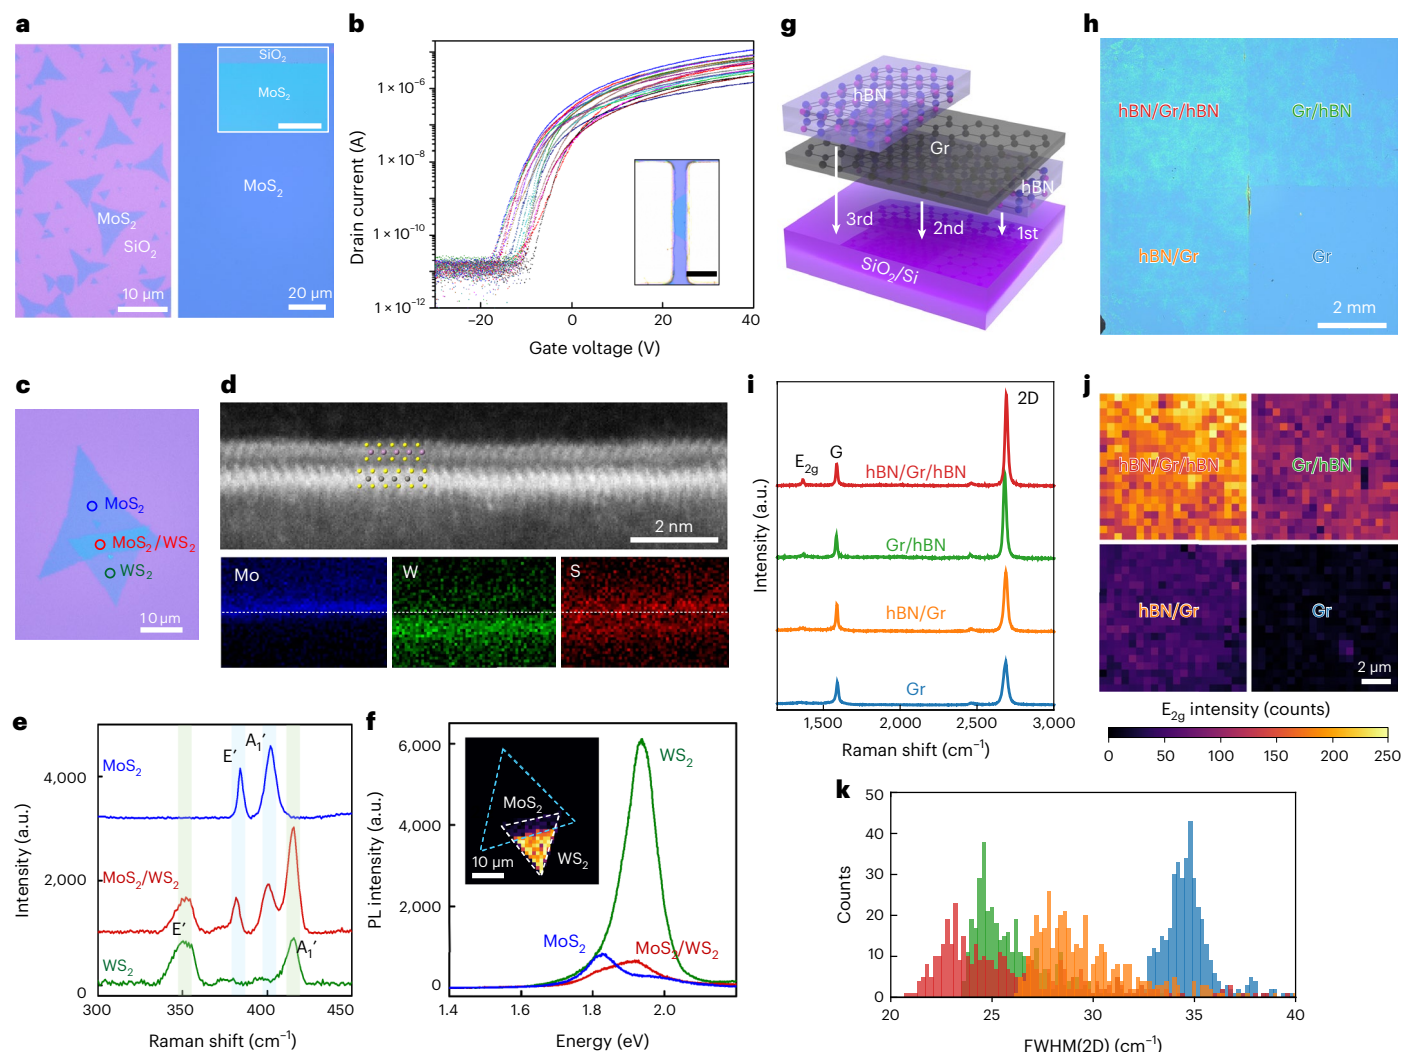 a
MoS2
SiO2
10 µm
SiO2
MoS2
MoS2
20 µm
b
Drain current (A)
1 × 10−6
1 × 10−8
1 × 10−10
1 × 10−12
−20
0
20
40
Gate voltage (V)
g
hBN
Gr
hBN
3rd
2nd
1st
SiO2/Si
h
hBN/Gr/hBN
Gr/hBN
hBN/Gr
Gr
2 mm
c
MoS2
MoS2/WS2
WS2
10 µm
d
2 nm
Mo
W
S
i
Intensity (a.u.)
2D
G
E2g
hBN/Gr/hBN
Gr/hBN
hBN/Gr
Gr
1,500
2,000
2,500
3,000
Raman shift (cm−1)
j
hBN/Gr/hBN
Gr/hBN
hBN/Gr
Gr
2 µm
E2g intensity (counts)
0
50
100
150
200
250
e
Intensity (a.u.)
4,000
2,000
0
MoS2
E′
A1′
MoS2/WS2
E′
A1′
WS2
300
350
400
450
Raman shift (cm−1)
f
PL intensity (a.u.)
6,000
4,000
2,000
0
MoS2
WS2
10 µm
WS2
MoS2
MoS2/WS2
1.4
1.6
1.8
2.0
Energy (eV)
k
Counts
50
40
30
20
10
0
20
25
30
35
40
FWHM(2D) (cm−1)